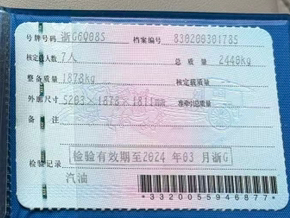 号牌号码 浙G6Q08S 档案编号 830200301785
核定载人数 7人 总质量 2440kg
整备质量 1878kg 核定载质量
外廓尺寸 5203×1878×1811mm 准牵引总质量
备注
检验记录 检验有效期至2024年03月浙G
汽油
*3320055946877*